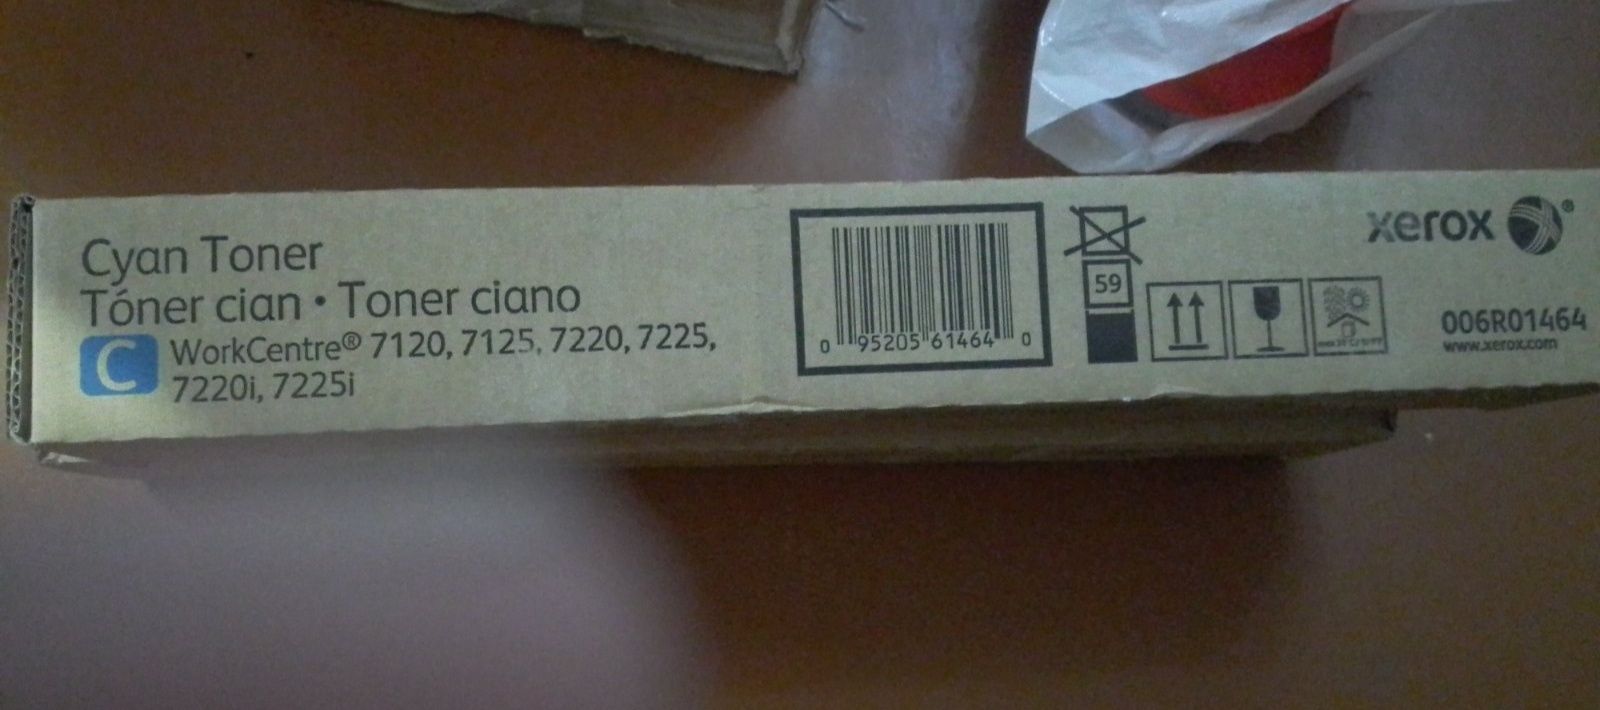 Cyan Toner
Tóner cian • Toner ciano
C WorkCentre® 7120, 7125, 7220, 7225,
7220i, 7225i
0 95205 61464 0
59
xerox ®
006R01464
www.xerox.com